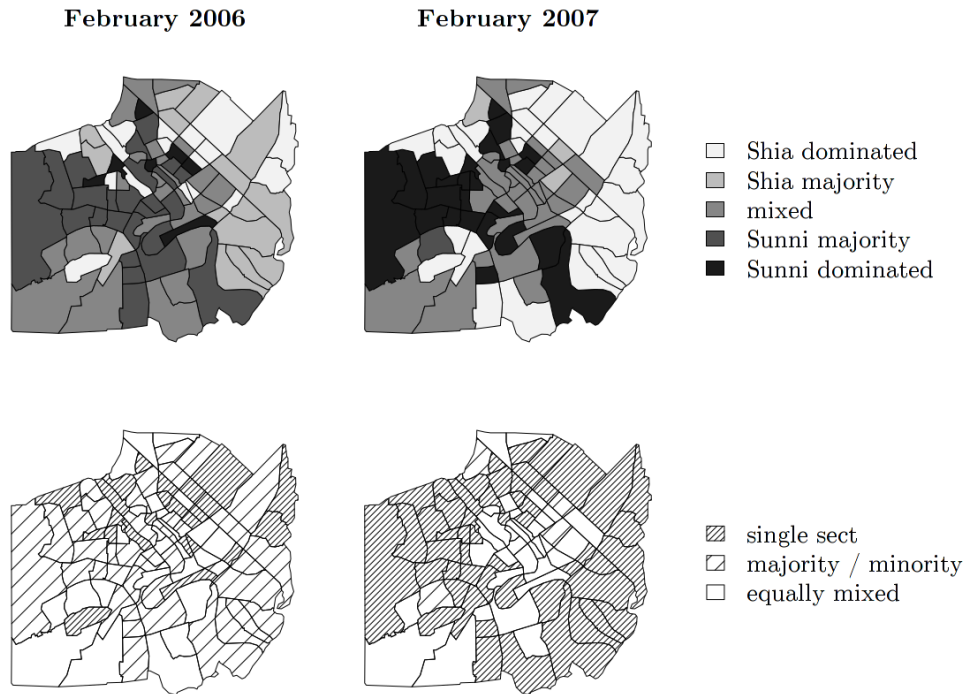 February 2006
February 2007
Shia dominated
Shia majority
mixed
Sunni majority
Sunni dominated
single sect
majority / minority
equally mixed